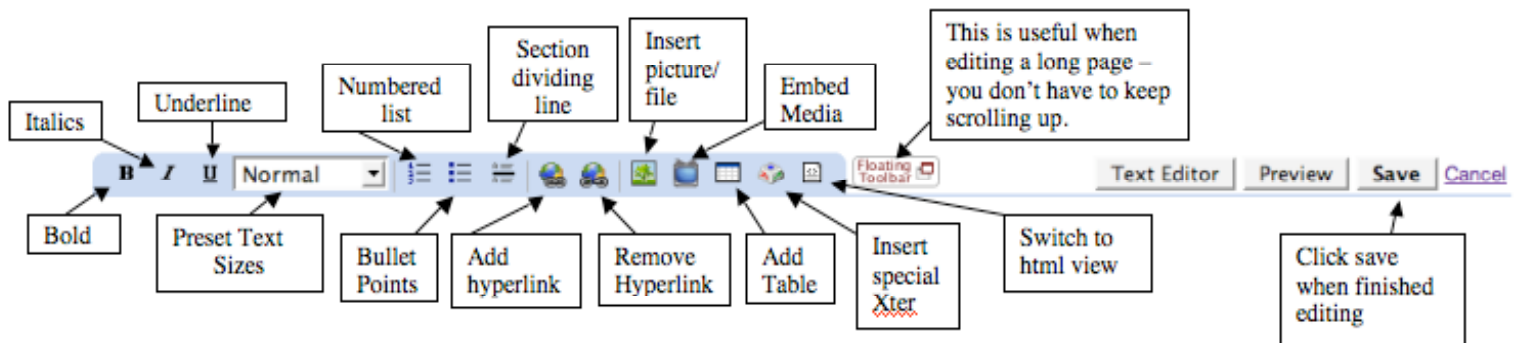 Italics
Underline
Numbered
list
Section
dividing
line
Insert
picture/
file
Embed
Media
This is useful when
editing a long page –
you don't have to keep
scrolling up.
B I U Normal
Floating
Toolbar
Text Editor
Preview
Save
Cancel
Bold
Preset Text
Sizes
Bullet
Points
Add
hyperlink
Remove
Hyperlink
Add
Table
Insert
special
Xter
Switch to
html view
Click save
when finished
editing